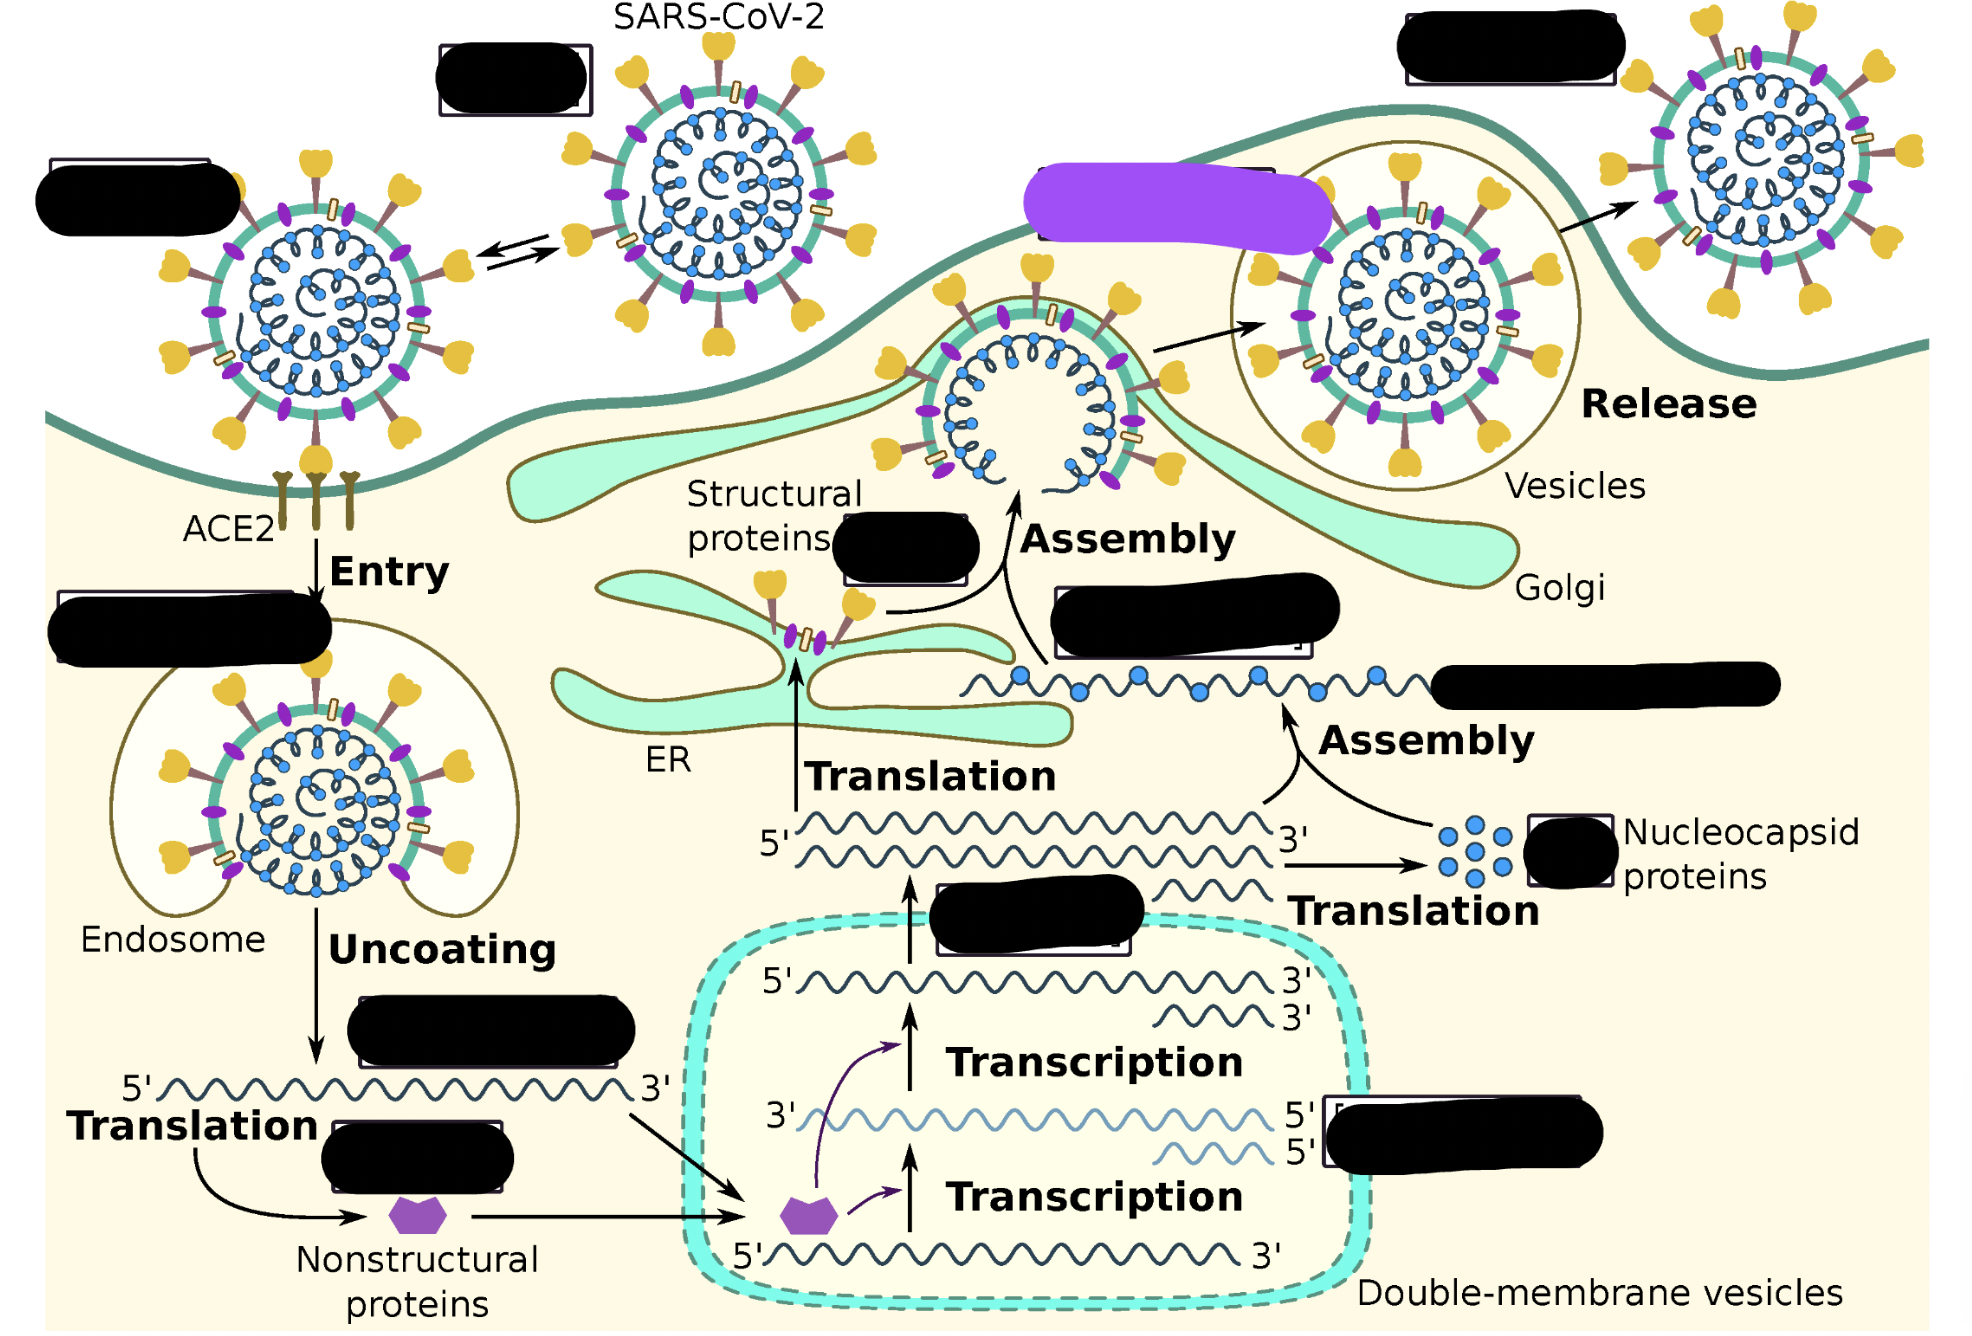 SARS-CoV-2
ACE2
Entry
Structural
proteins
Assembly
Release
Vesicles
Golgi
ER
Translation
Assembly
5'
3'
Nucleocapsid
proteins
Translation
Endosome
Uncoating
5'
3'
3'
Transcription
5'
3'
Translation
3'
5'
5'
Transcription
Nonstructural
proteins
5'
3'
Double-membrane vesicles